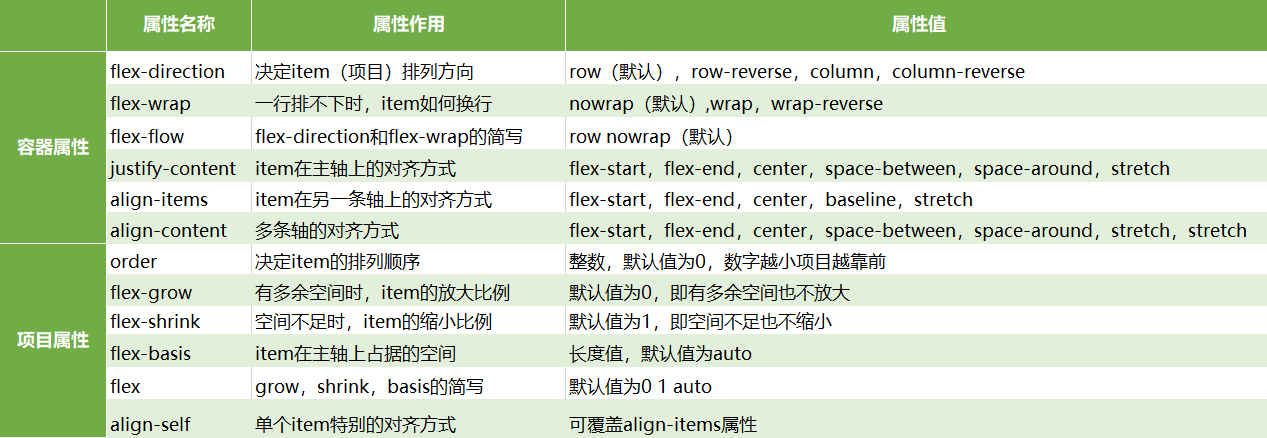 属性名称 属性作用 属性值
容器属性
flex-direction 决定item（项目）排列方向 row（默认），row-reverse，column，column-reverse
flex-wrap 一行排不下时，item如何换行 nowrap（默认）,wrap，wrap-reverse
flex-flow flex-direction和flex-wrap的简写 row nowrap（默认）
justify-content item在主轴上的对齐方式 flex-start，flex-end，center，space-between，space-around，stretch
align-items item在另一条轴上的对齐方式 flex-start，flex-end，center，baseline，stretch
align-content 多条轴的对齐方式 flex-start，flex-end，center，space-between，space-around，stretch，stretch
项目属性
order 决定item的排列顺序 整数，默认值为0，数字越小项目越靠前
flex-grow 有多余空间时，item的放大比例 默认值为0，即有多余空间也不放大
flex-shrink 空间不足时，item的缩小比例 默认值为1，即空间不足也不缩小
flex-basis item在主轴上占据的空间 长度值，默认值为auto
flex grow，shrink，basis的简写 默认值为0 1 auto
align-self 单个item特别的对齐方式 可覆盖align-items属性